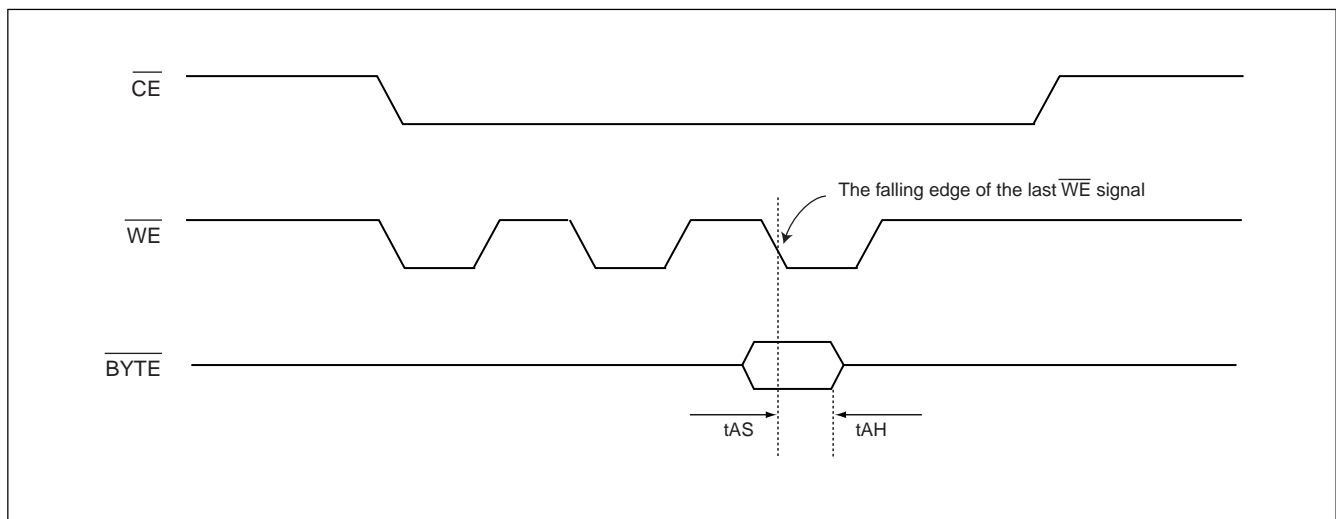 CE
The falling edge of the last WE signal
WE
BYTE
tAS
tAH